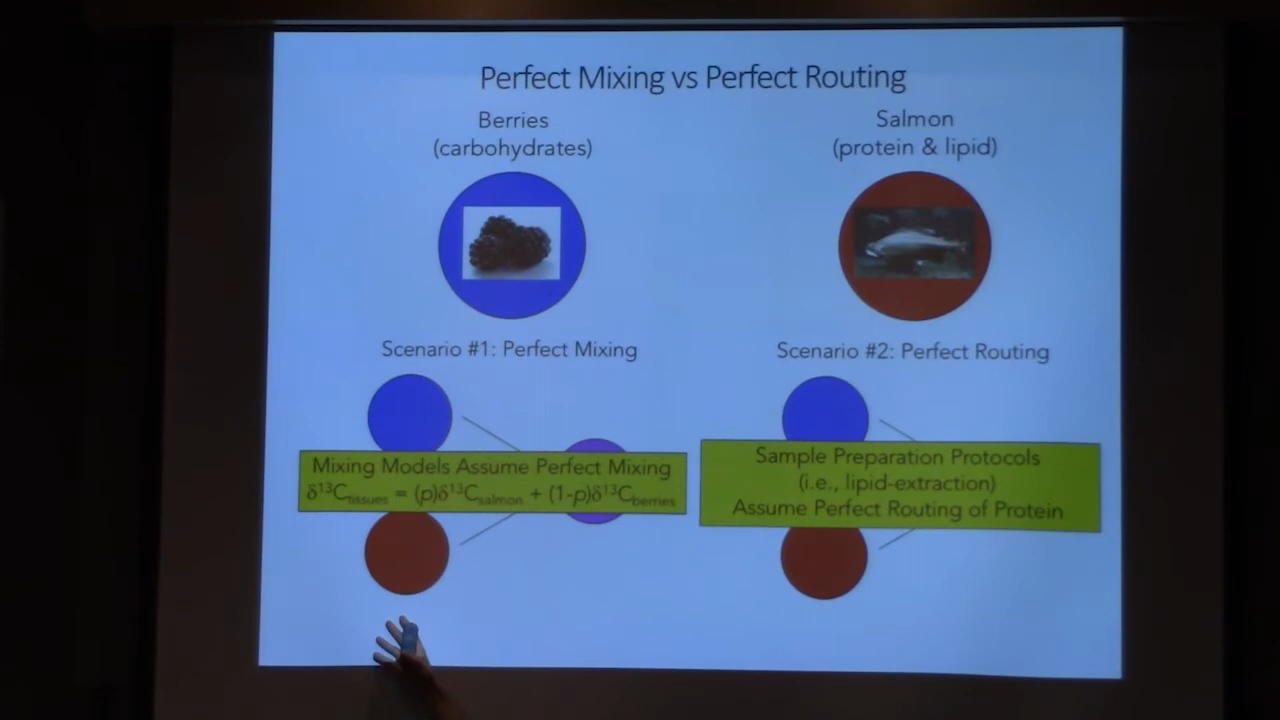 Perfect Mixing vs Perfect Routing
Berries
(carbohydrates)
Salmon
(protein & lipid)
Scenario #1: Perfect Mixing
Scenario #2: Perfect Routing
Mixing Models Assume Perfect Mixing
δ¹³Ctissues = (p)δ¹³Csalmon + (1-p)δ¹³Cberries
Sample Preparation Protocols
(i.e., lipid-extraction)
Assume Perfect Routing of Protein